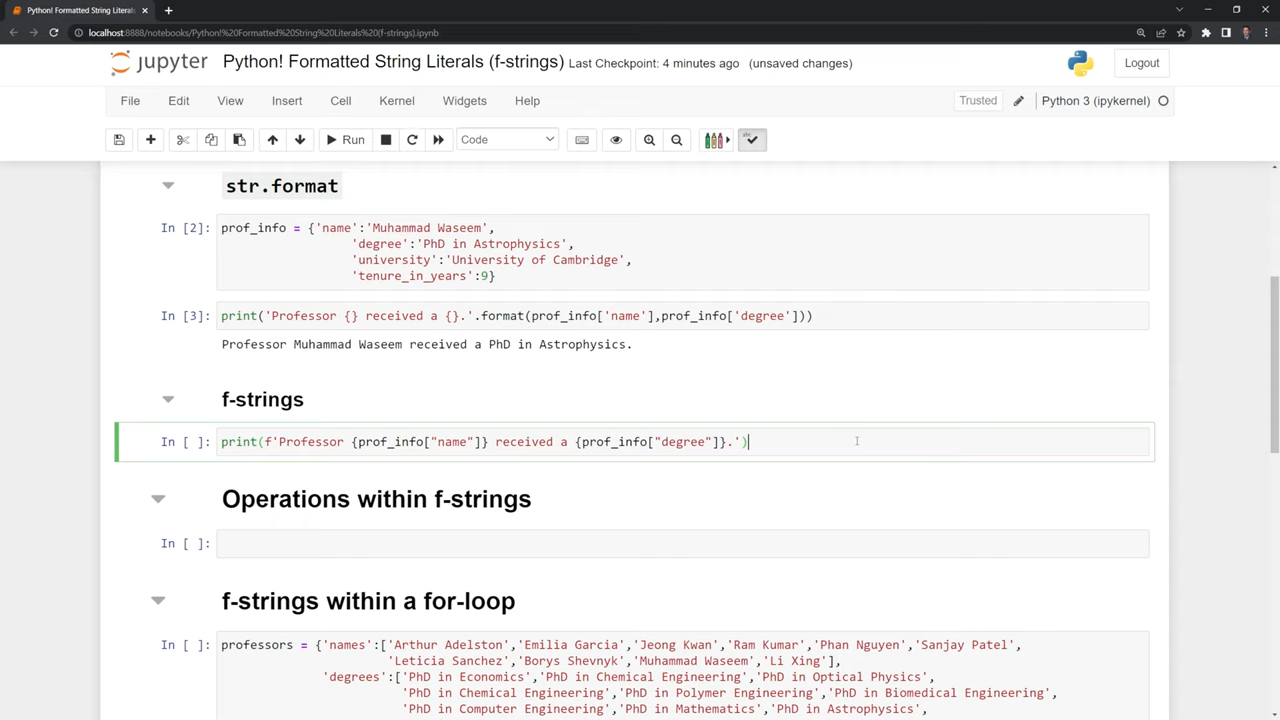 Python! Formatted String Literals
localhost:8888/notebooks/Python!%20Formatted%20String%20Literals%20(f-strings).ipynb
jupyter Python! Formatted String Literals (f-strings) Last Checkpoint: 4 minutes ago (unsaved changes) Logout
File Edit View Insert Cell Kernel Widgets Help Trusted Python 3 (ipykernel)
Run Code
str.format
In [2]: prof_info = {'name':'Muhammad Waseem',
'degree':'PhD in Astrophysics',
'university':'University of Cambridge',
'tenure_in_years':9}
In [3]: print('Professor {} received a {}.'.format(prof_info['name'],prof_info['degree']))
Professor Muhammad Waseem received a PhD in Astrophysics.
f-strings
In [ ]: print(f'Professor {prof_info["name"]} received a {prof_info["degree"]}.')
Operations within f-strings
In [ ]:
f-strings within a for-loop
In [ ]: professors = {'names':['Arthur Adelston','Emilia Garcia','Jeong Kwan','Ram Kumar','Phan Nguyen','Sanjay Patel',
'Leticia Sanchez','Borys Shevnyk','Muhammad Waseem','Li Xing'],
'degrees':['PhD in Economics','PhD in Chemical Engineering','PhD in Optical Physics',
'PhD in Chemical Engineering','PhD in Polymer Engineering','PhD in Biomedical Engineering',
'PhD in Computer Engineering','PhD in Mathematics','PhD in Astrophysics',